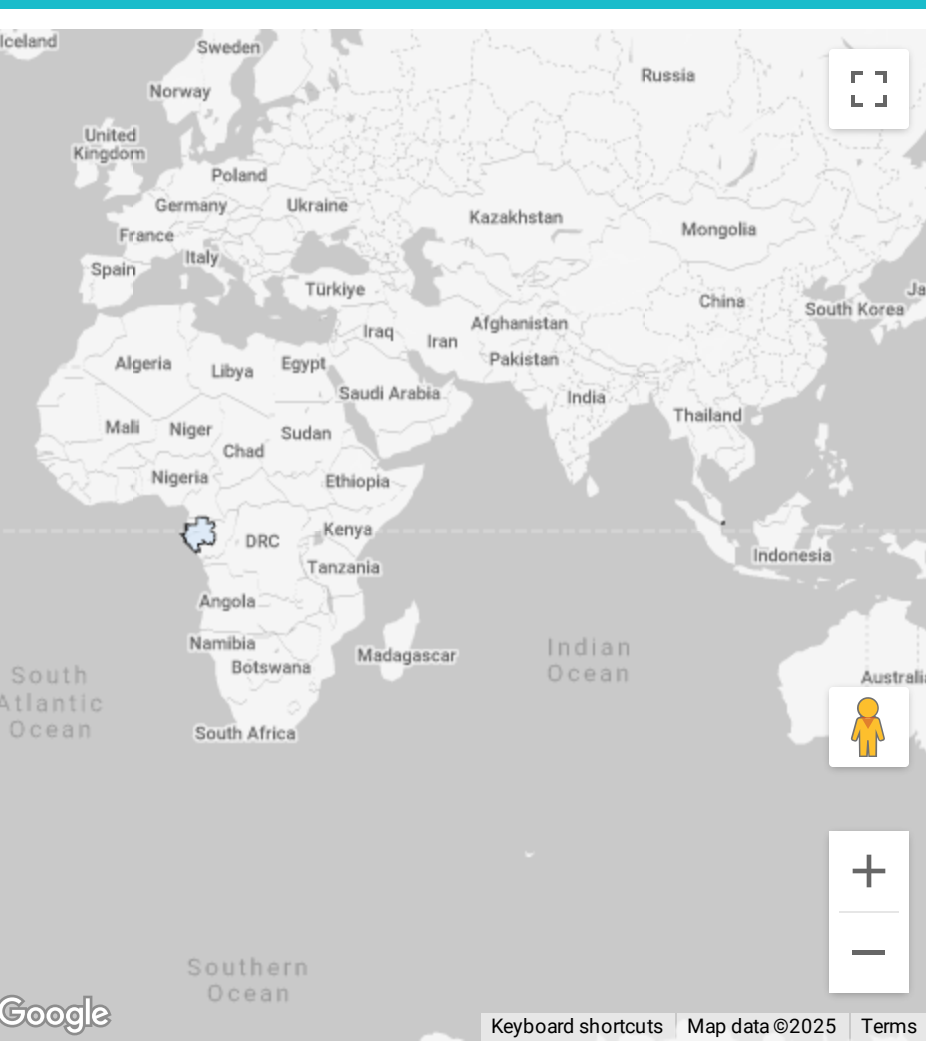 Iceland
Sweden
Russia
Norway
United
Kingdom
Poland
Germany
Ukraine
Kazakhstan
Mongolia
France
Italy
Spain
Türkiye
China
Ja
South Korea
Iraq
Iran
Afghanistan
Pakistan
Algeria
Libya
Egypt
Saudi Arabia
India
Thailand
Mali
Niger
Sudan
Chad
Nigeria
Ethiopia
Kenya
DRC
Tanzania
Indonesia
Angola
Namibia
Botswana
Madagascar
Indian
Ocean
South
Atlantic
Ocean
Australia
South Africa
Southern
Ocean
Google
Keyboard shortcuts
Map data ©2025
Terms